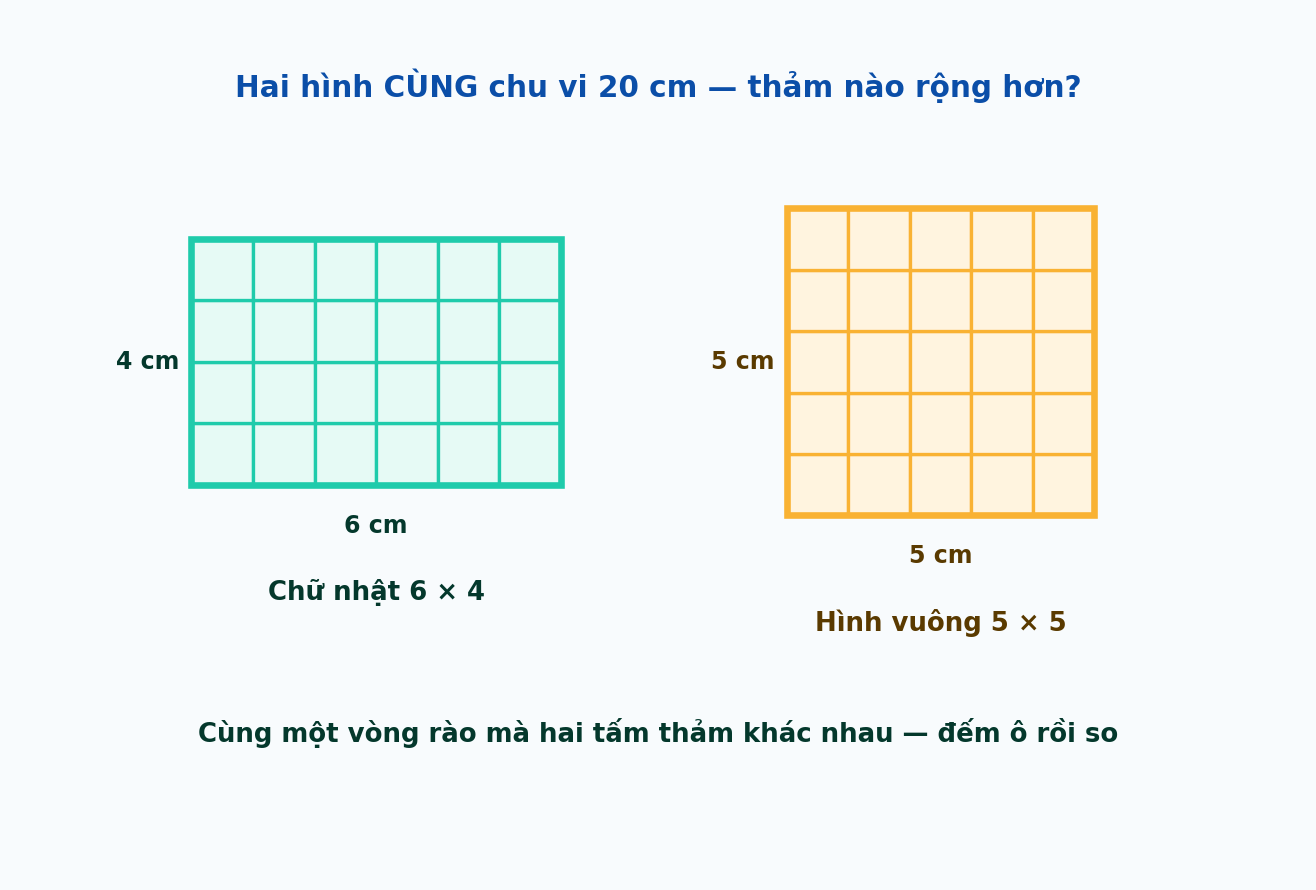 Hai hình CÙNG chu vi 20 cm — thảm nào rộng hơn?
4 cm
6 cm
Chữ nhật 6 × 4
5 cm
5 cm
Hình vuông 5 × 5
Cùng một vòng rào mà hai tấm thảm khác nhau — đếm ô rồi so